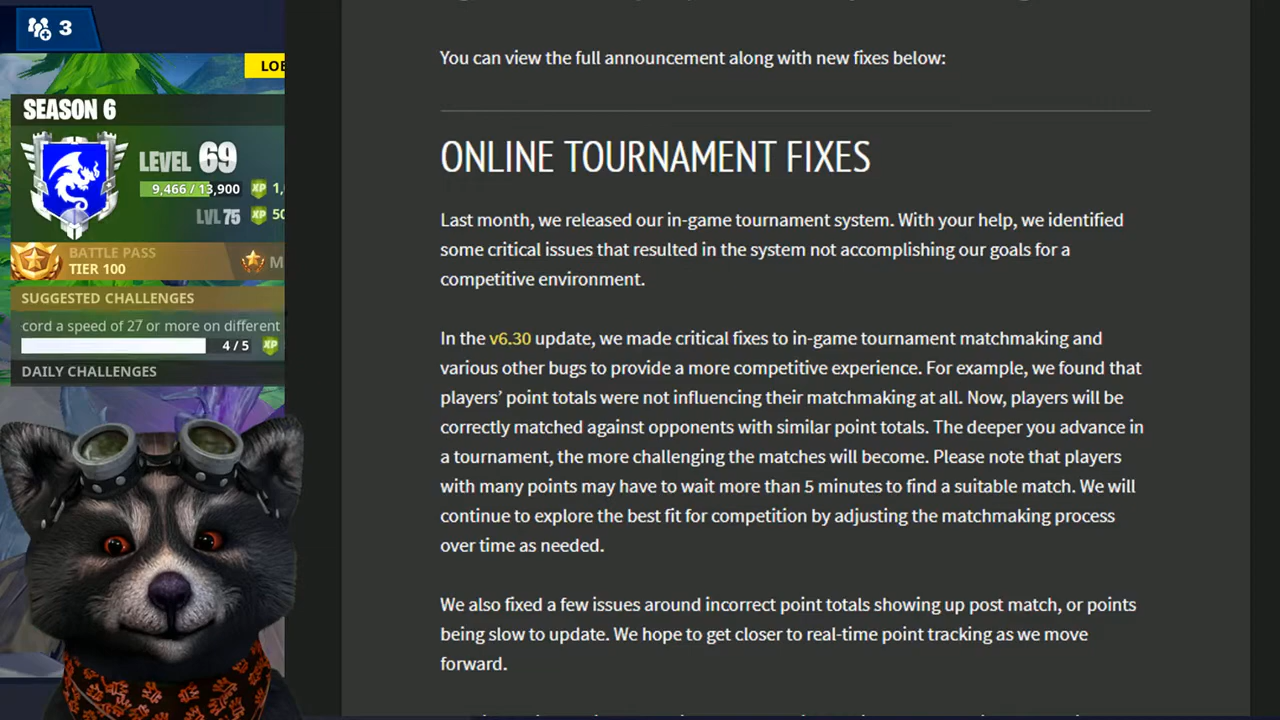 3
LOB
SEASON 6
LEVEL 69
9,466 / 13,900 XP 1,
LVL 75 XP 50
BATTLE PASS
TIER 100
M
SUGGESTED CHALLENGES
cord a speed of 27 or more on different
4 / 5 XP
DAILY CHALLENGES
You can view the full announcement along with new fixes below:
ONLINE TOURNAMENT FIXES
Last month, we released our in-game tournament system. With your help, we identified
some critical issues that resulted in the system not accomplishing our goals for a
competitive environment.
In the v6.30 update, we made critical fixes to in-game tournament matchmaking and
various other bugs to provide a more competitive experience. For example, we found that
players’ point totals were not influencing their matchmaking at all. Now, players will be
correctly matched against opponents with similar point totals. The deeper you advance in
a tournament, the more challenging the matches will become. Please note that players
with many points may have to wait more than 5 minutes to find a suitable match. We will
continue to explore the best fit for competition by adjusting the matchmaking process
over time as needed.
We also fixed a few issues around incorrect point totals showing up post match, or points
being slow to update. We hope to get closer to real-time point tracking as we move
forward.